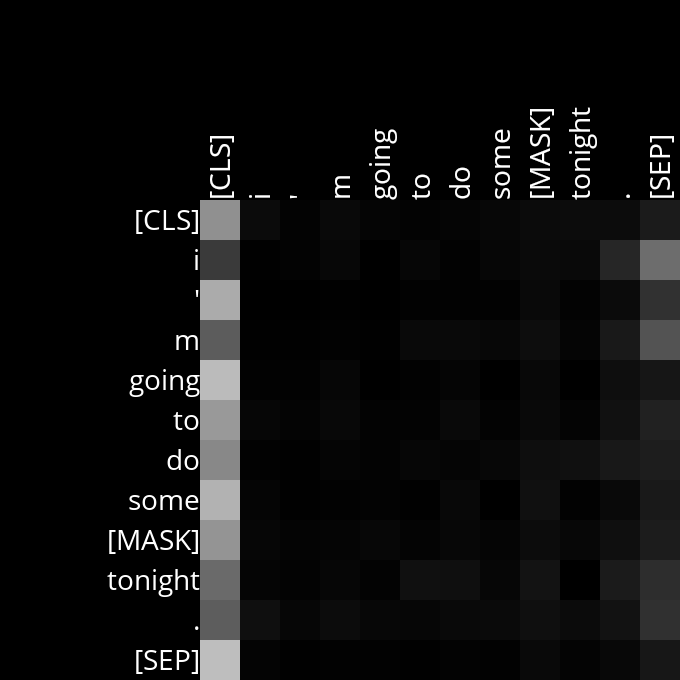 [CLS] i ' m going to do some [MASK] tonight . [SEP]
[CLS]
i
'
m
going
to
do
some
[MASK]
tonight
.
[SEP]